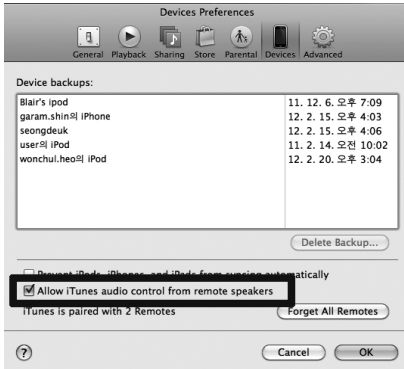 Devices Preferences
General Playback Sharing Store Parental Devices Advanced
Device backups:
Blair's ipod 11. 12. 6. 오후 7:09
garam.shin의 iPhone 12. 2. 15. 오후 4:03
seongdeuk 12. 2. 15. 오후 4:06
user의 iPod 11. 2. 14. 오전 10:02
wonchul.heo의 iPod 12. 2. 20. 오후 3:04
Delete Backup...
Prevent iPods, iPhones, and iPads from syncing automatically
Allow iTunes audio control from remote speakers
iTunes is paired with 2 Remotes Forget All Remotes
? Cancel OK